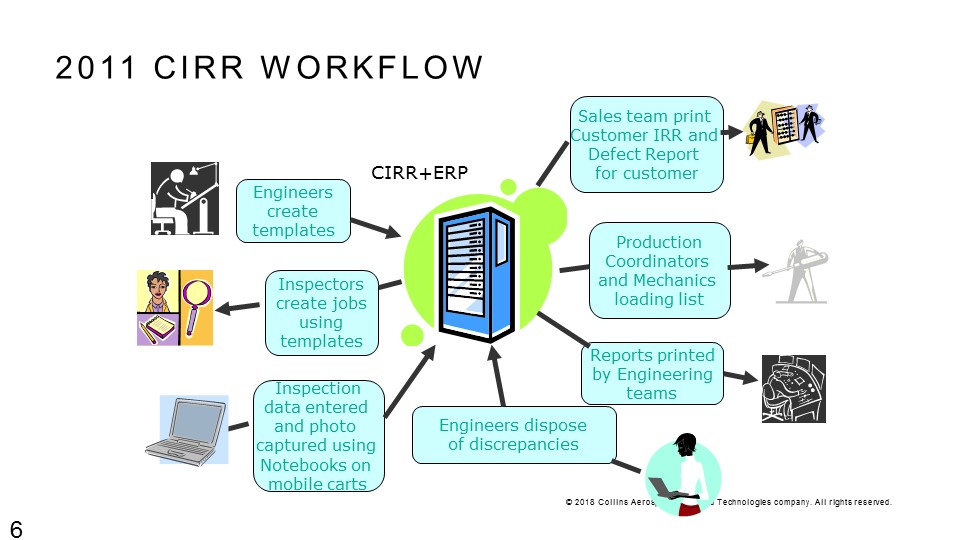 2011 CIRR WORKFLOW
CIRR+ERP
Engineers
create
templates
Inspectors
create jobs
using
templates
Inspection
data entered
and photo
captured using
Notebooks on
mobile carts
Engineers dispose
of discrepancies
Sales team print
Customer IRR and
Defect Report
for customer
Production
Coordinators
and Mechanics
loading list
Reports printed
by Engineering
teams
© 2018 Collins Technologies company. All rights reserved.
6